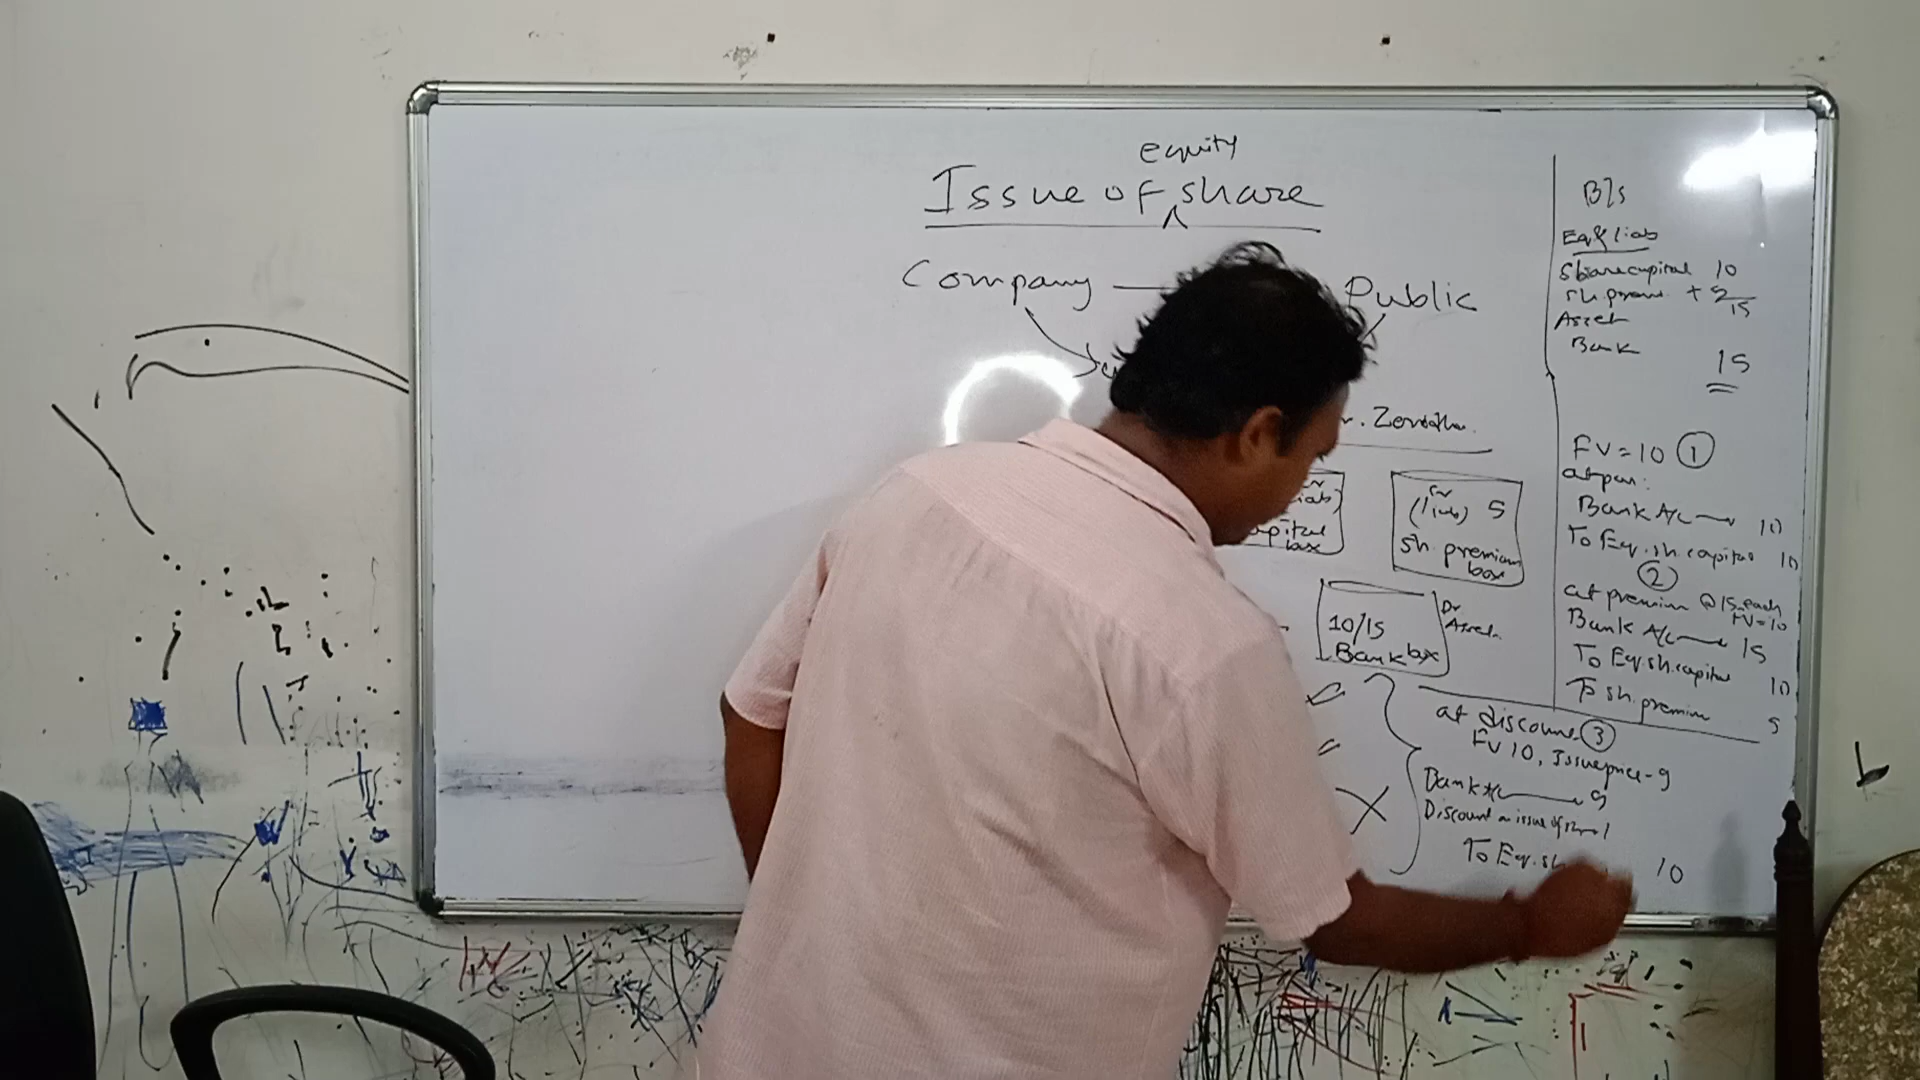 equity
Issue of share
Company Public
Zerodha.
(liab) 5
sh. premium
box
capital
box
10/15
Bank box
Dr
Asset
B/s
Eq & liab
Share capital 10
sh. prem. + 5
15
Asset
Bank 15
FV = 10 ①
at par:
Bank A/c 10
To Eq. sh. capital 10
②
at premium @ 15 each
FV = 10
Bank A/c 15
To Eq. sh. capital 10
To sh. premium 5
at discount ③
FV 10, Issue price - 9
Bank A/c 9
Discount on issue of sh 1
To Eq. sh 10